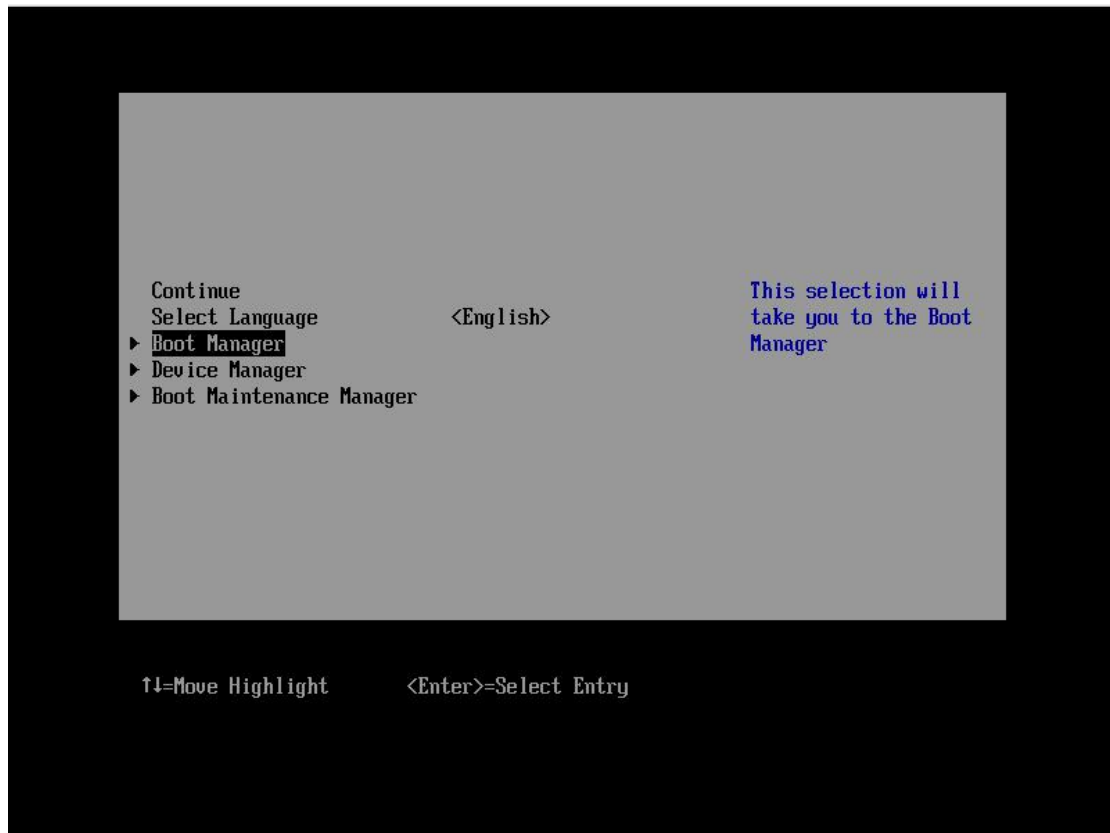 Continue
Select Language <English>
Boot Manager
Device Manager
Boot Maintenance Manager
This selection will
take you to the Boot
Manager
↑↓=Move Highlight <Enter>=Select Entry